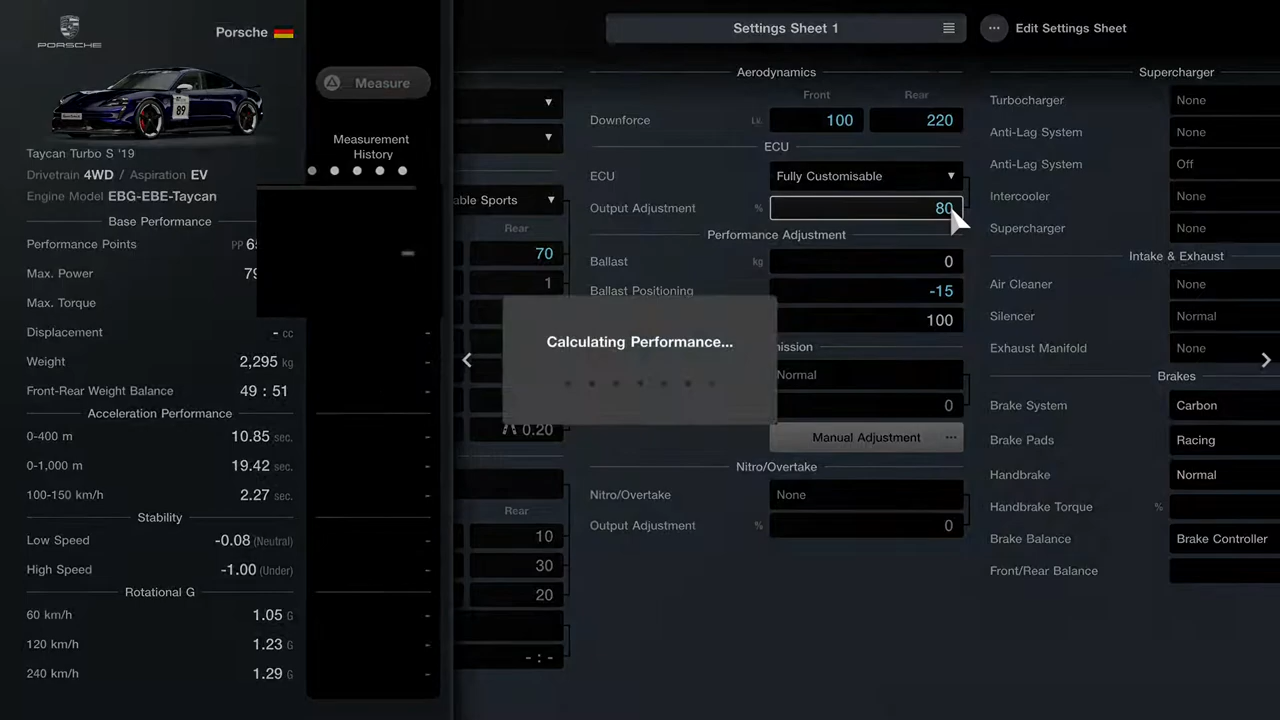 PORSCHE
Porsche
89
Taycan Turbo S '19
Drivetrain 4WD / Aspiration EV
Engine Model EBG-EBE-Taycan
Base Performance
Performance Points PP
Max. Power
Max. Torque
Displacement - cc
Weight 2,295 kg
Front-Rear Weight Balance 49 : 51
Acceleration Performance
0-400 m 10.85 sec.
0-1,000 m 19.42 sec.
100-150 km/h 2.27 sec.
Stability
Low Speed -0.08 (Neutral)
High Speed -1.00 (Under)
Rotational G
60 km/h 1.05 G
120 km/h 1.23 G
240 km/h 1.29 G
Measure
Measurement
History
Settings Sheet 1
Edit Settings Sheet
able Sports
Rear
70
1
0.20
Rear
10
30
20
- : -
Aerodynamics
Front Rear
Downforce Lv. 100 220
ECU
ECU Fully Customisable
Output Adjustment % 80
Performance Adjustment
Ballast kg 0
Ballast Positioning -15
100
Calculating Performance...
mission
Normal
0
Manual Adjustment
Nitro/Overtake
Nitro/Overtake None
Output Adjustment % 0
Supercharger
Turbocharger None
Anti-Lag System None
Anti-Lag System Off
Intercooler None
Supercharger None
Intake & Exhaust
Air Cleaner None
Silencer Normal
Exhaust Manifold None
Brakes
Brake System Carbon
Brake Pads Racing
Handbrake Normal
Handbrake Torque %
Brake Balance Brake Controller
Front/Rear Balance